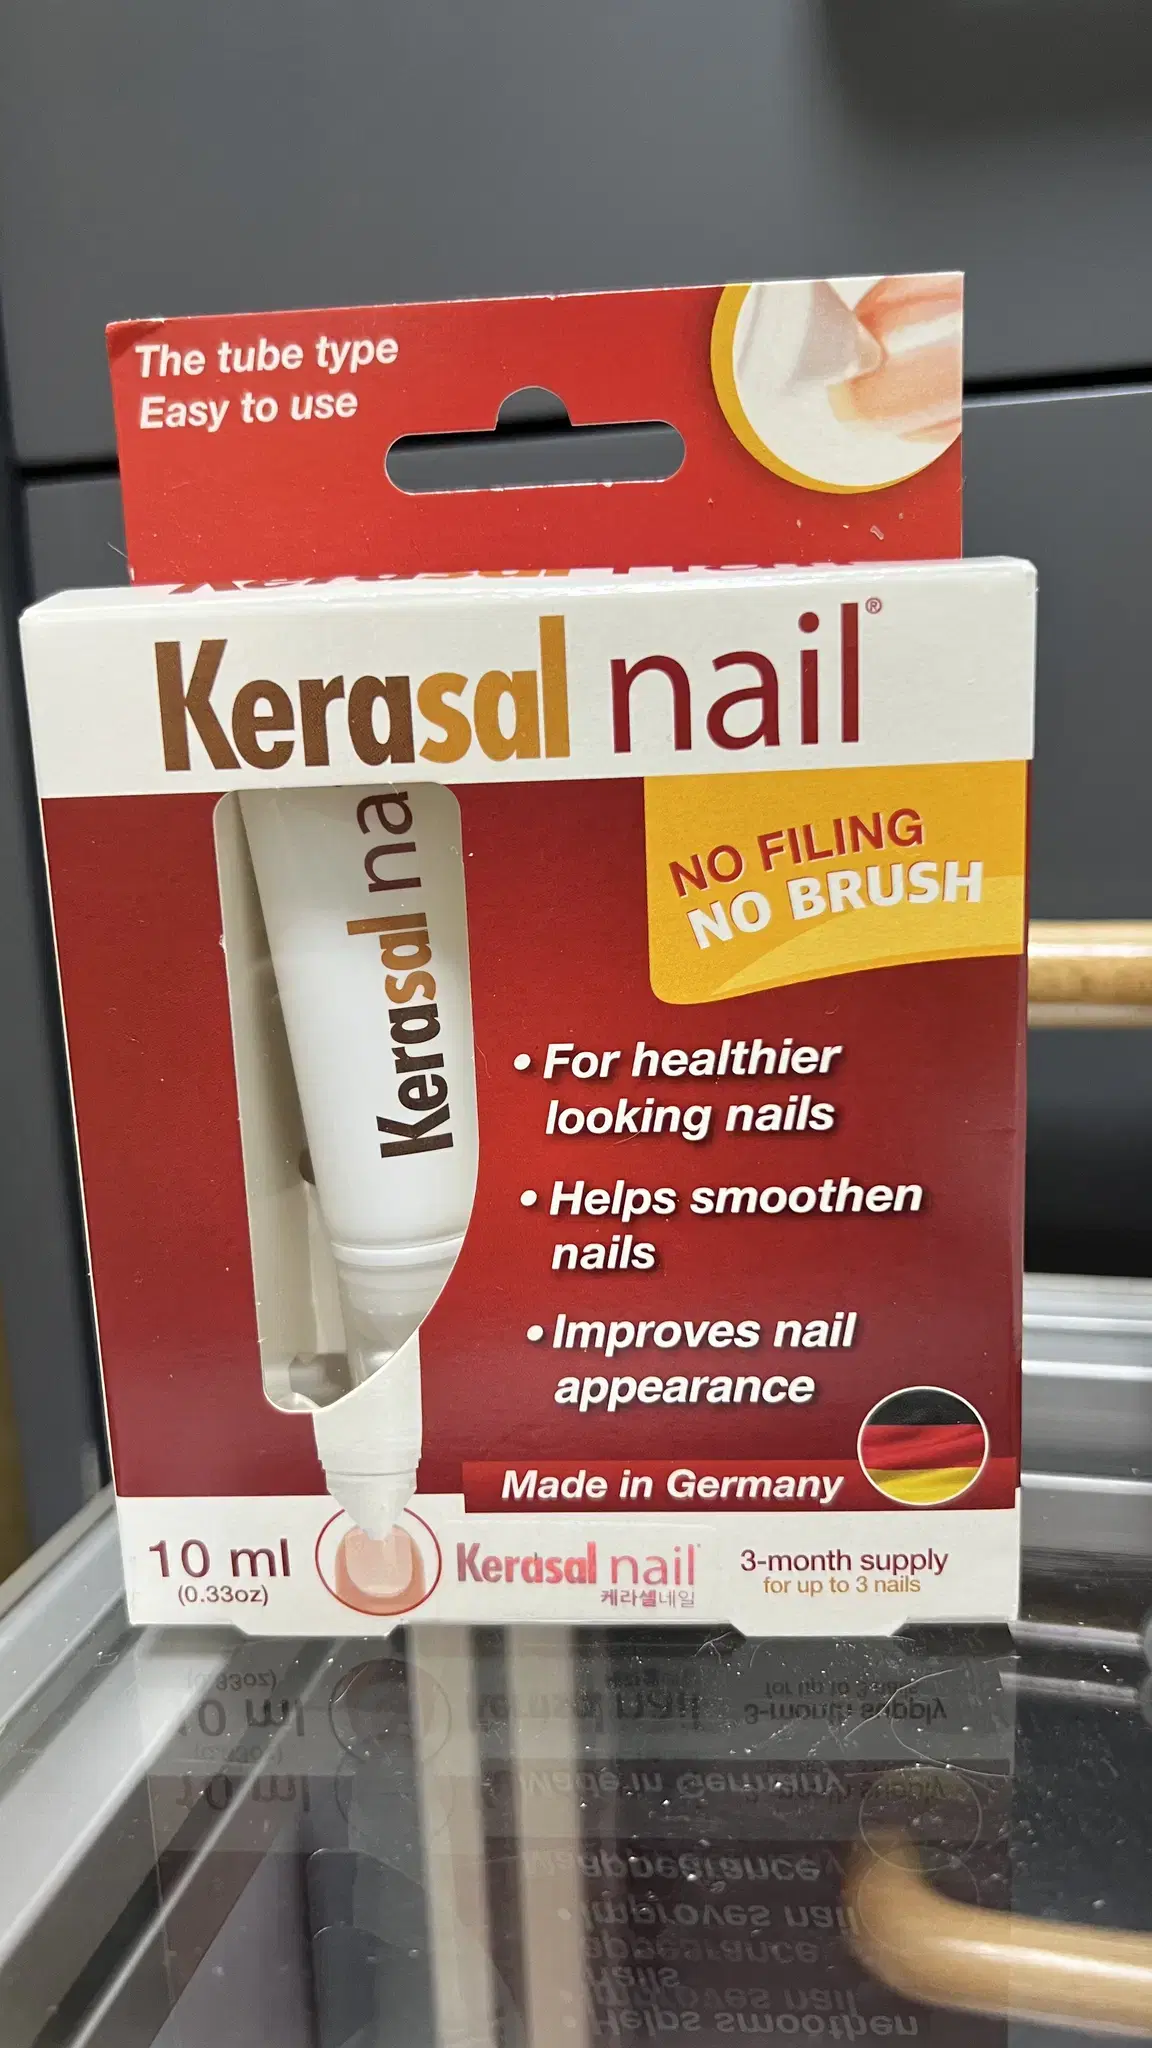 The tube type
Easy to use
Kerasal nail®
NO FILING
NO BRUSH
Kerasal na
• For healthier
looking nails
• Helps smoothen
nails
• Improves nail
appearance
Made in Germany
10 ml
(0.33oz)
Kerasal nail
케라셀네일
3-month supply
for up to 3 nails